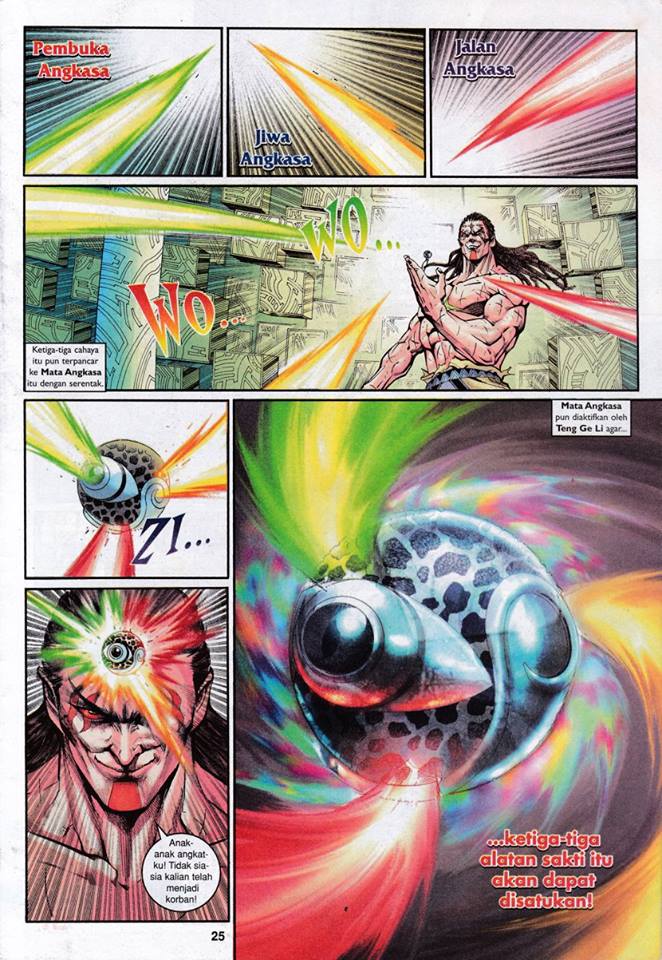 Pembuka
Angkasa
Jiwa
Angkasa
Jalan
Angkasa
WO...
WO...
Ketiga-tiga cahaya
itu pun terpancar
ke Mata Angkasa
itu dengan serentak.
ZI...
Mata Angkasa
pun diaktifkan oleh
Teng Ge Li agar...
Anak-
anak angkat-
ku! Tidak sia-
sia kalian telah
menjadi
korban!
...ketiga-tiga
alatan sakti itu
akan dapat
disatukan!
25